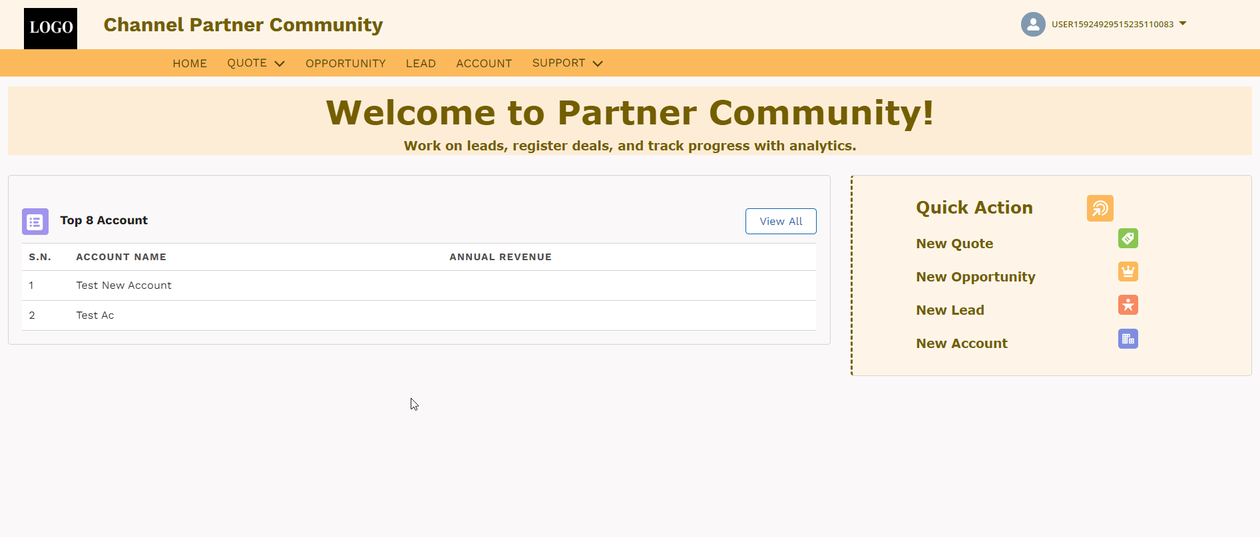 LOGO
Channel Partner Community
USER15924929515235110083
HOME QUOTE OPPORTUNITY LEAD ACCOUNT SUPPORT
Welcome to Partner Community!
Work on leads, register deals, and track progress with analytics.
Top 8 Account
View All
S.N. ACCOUNT NAME ANNUAL REVENUE
1 Test New Account
2 Test Ac
Quick Action
New Quote
New Opportunity
New Lead
New Account